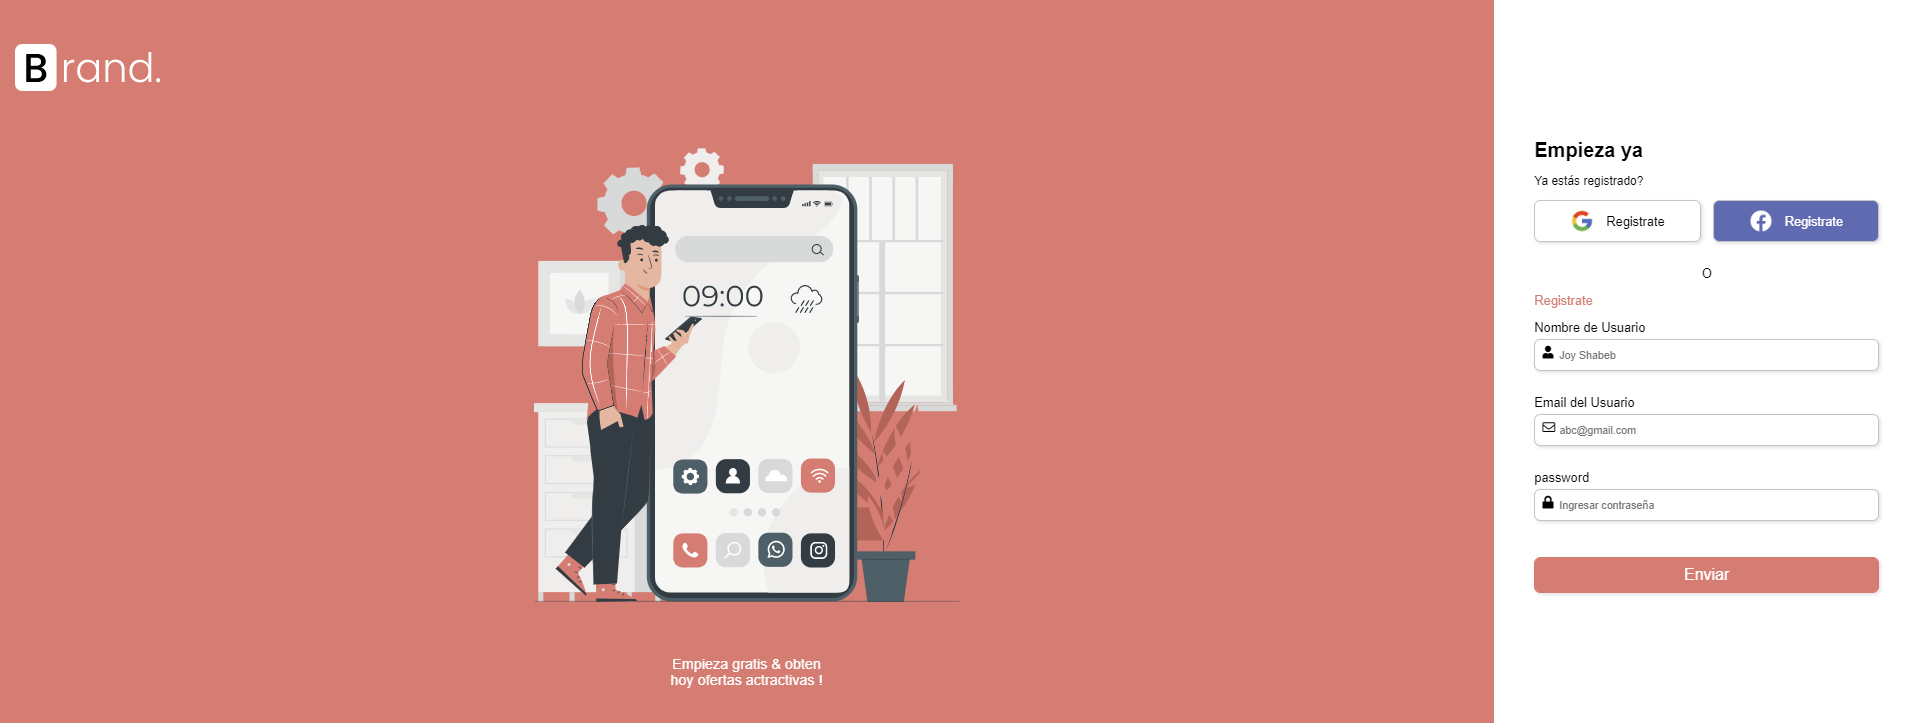 Brand.
09:00
Empieza gratis & obten
hoy ofertas actractivas !
Empieza ya
Ya estás registrado?
Registrate
Registrate
O
Registrate
Nombre de Usuario
Joy Shabeb
Email del Usuario
abc@gmail.com
password
Ingresar contraseña
Enviar